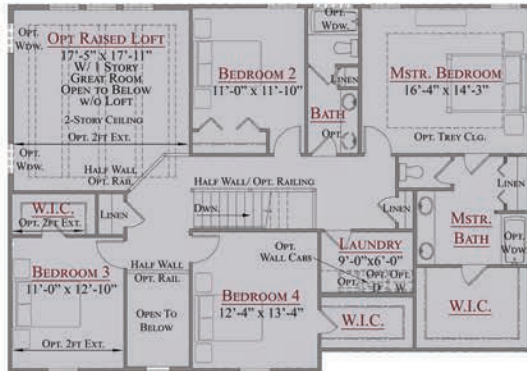 Opt. Wdw.
Opt Raised Loft
17'-5" x 17'-11"
W/ 1 Story
Great Room
Open to Below
w/o Loft
2-Story Ceiling
Opt. 2ft Ext.
Opt. Wdw.
Half Wall
Opt. Rail
Bedroom 2
11'-0" x 11'-10"
Opt. Wdw.
Linen
Bath
Opt.
Mstr. Bedroom
16'-4" x 14'-3"
Opt. Trey Clg.
W.I.C.
Opt. 2ft Ext.
Linen
Half Wall/ Opt. Railing
Dwn.
Linen
Linen
Mstr.
Bath
Opt.
Wdw.
Bedroom 3
11'-0" x 12'-10"
Opt. 2ft Ext.
Half Wall
Opt. Rail
Open To
Below
Opt.
Wall Cabs
Laundry
9'-0"x6'-0"
Opt. Opt.
D W
Bedroom 4
12'-4" x 13'-4"
W.I.C.
W.I.C.